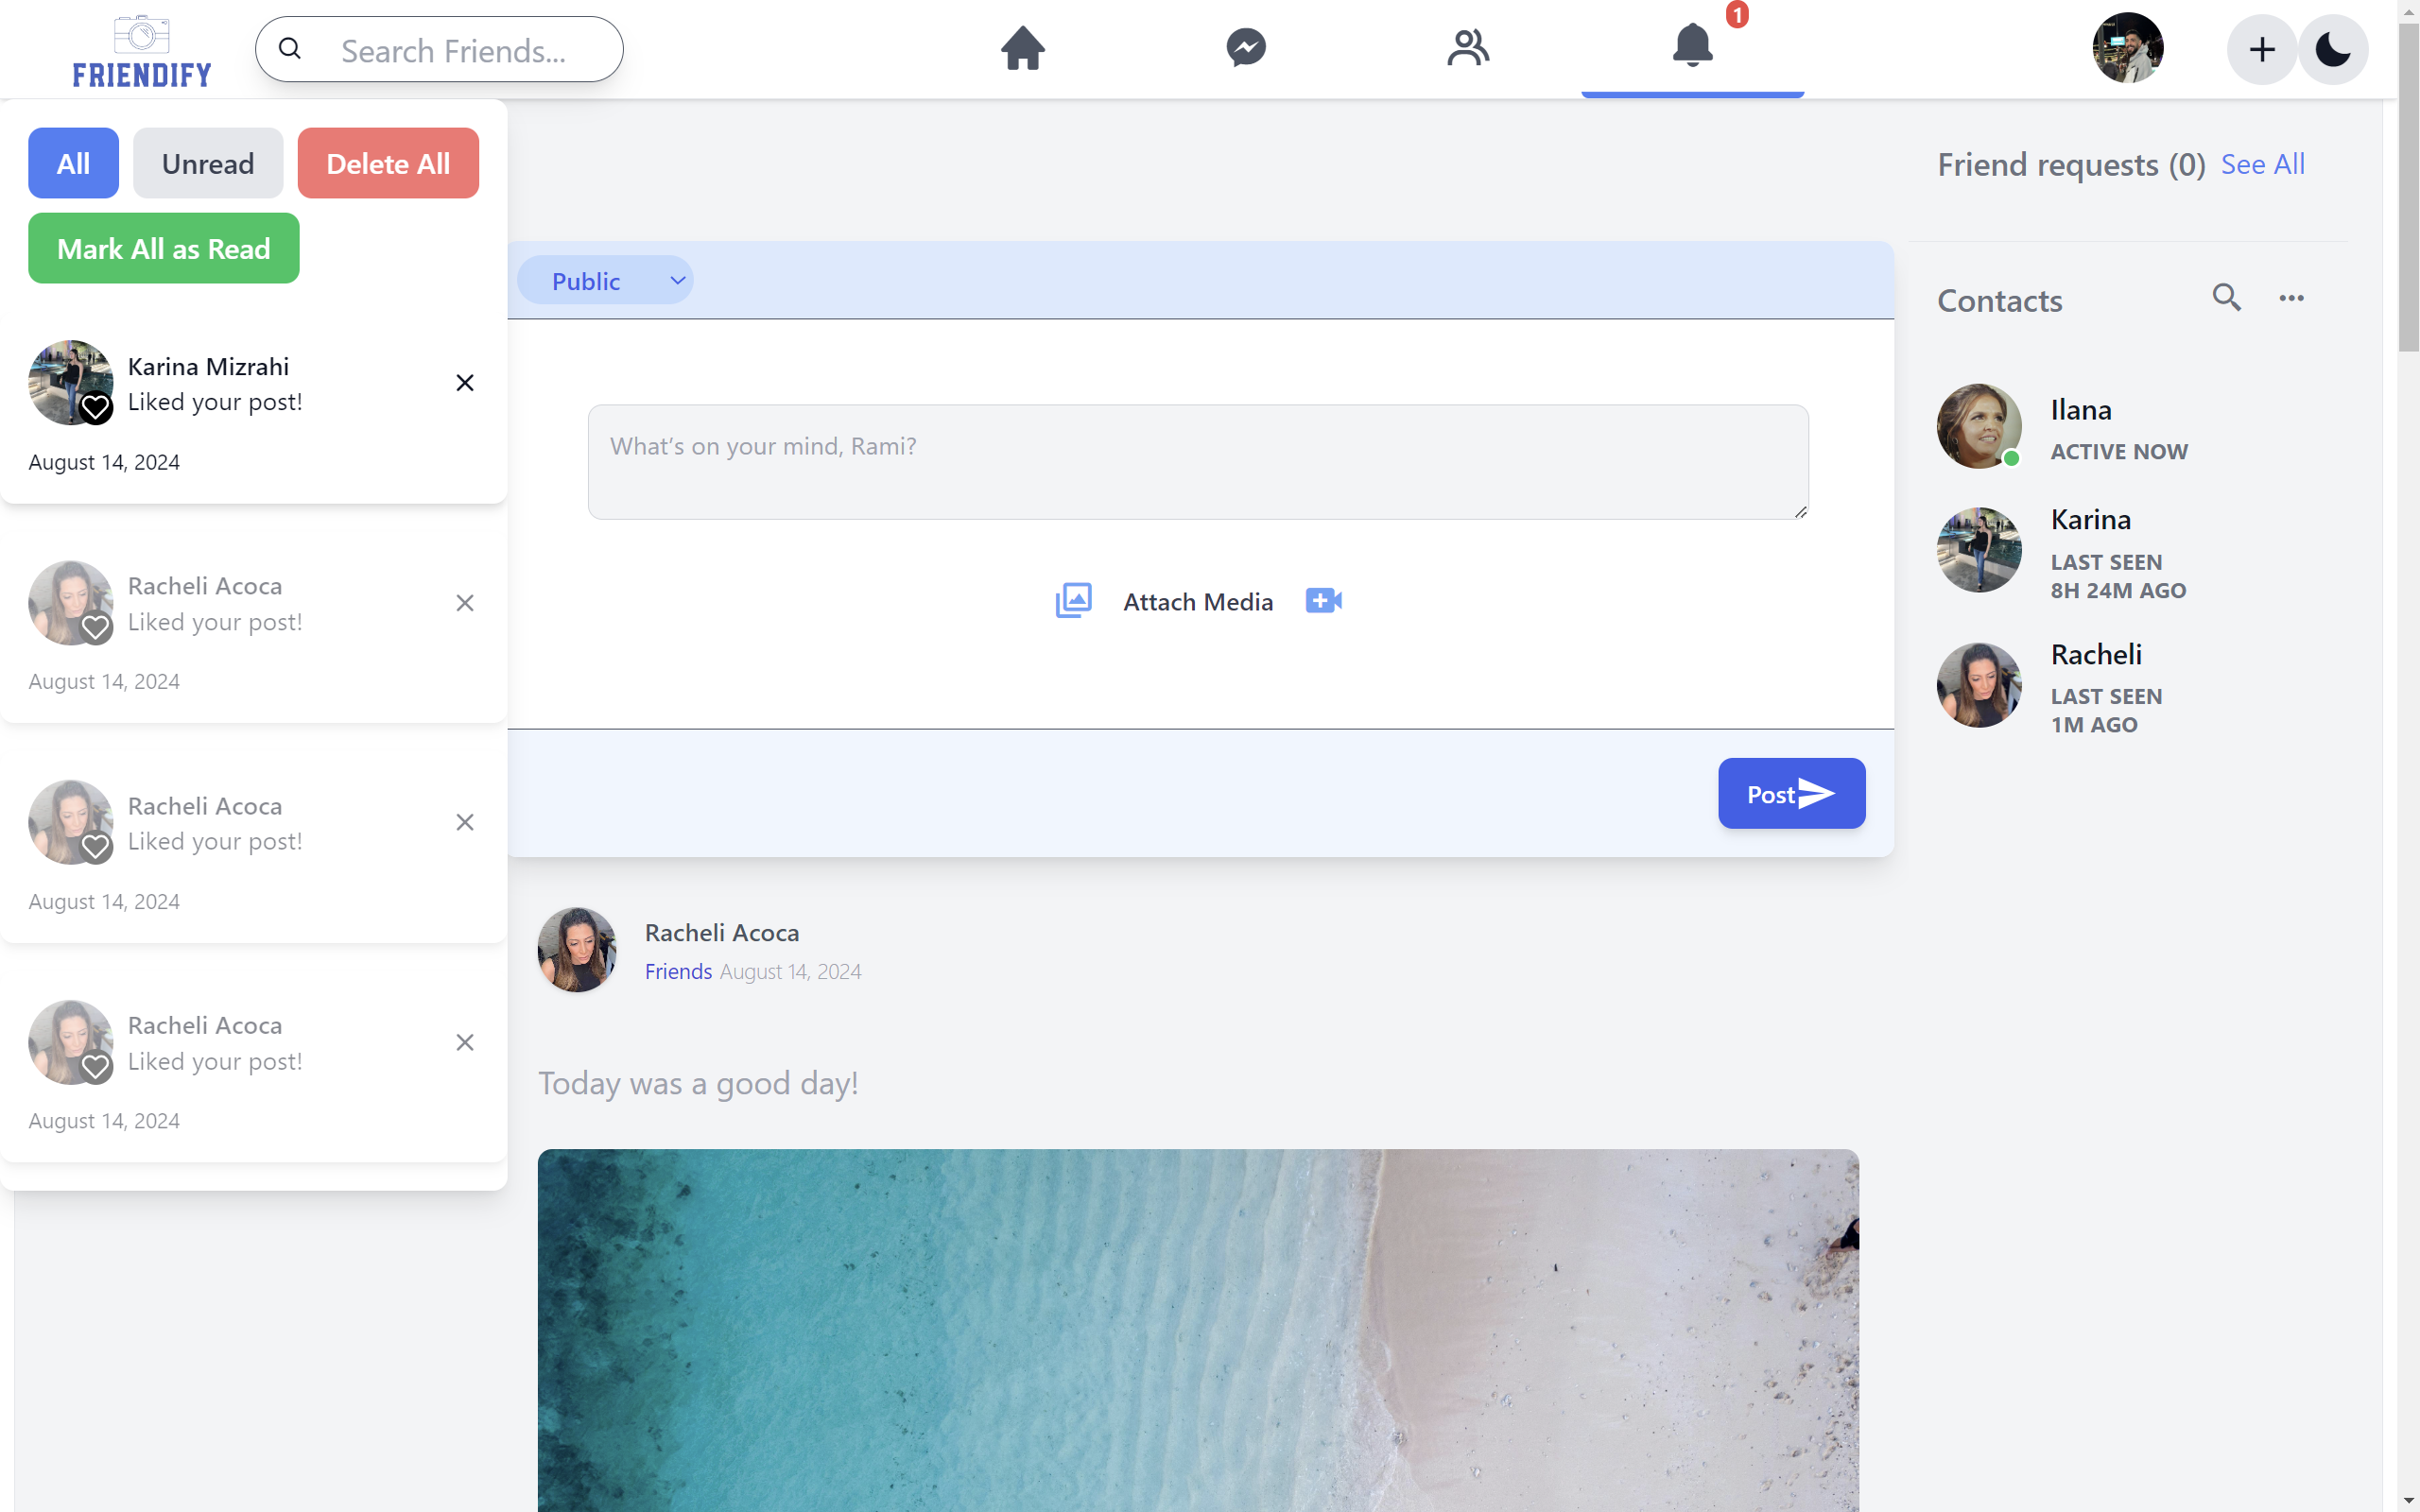 FRIENDIFY
Search Friends...
1
All
Unread
Delete All
Mark All as Read
Karina Mizrahi
Liked your post!
August 14, 2024
Racheli Acoca
Liked your post!
August 14, 2024
Racheli Acoca
Liked your post!
August 14, 2024
Racheli Acoca
Liked your post!
August 14, 2024
Public
What's on your mind, Rami?
Attach Media
Post
Racheli Acoca
Friends August 14, 2024
Today was a good day!
Friend requests (0) See All
Contacts
Ilana
ACTIVE NOW
Karina
LAST SEEN
8H 24M AGO
Racheli
LAST SEEN
1M AGO